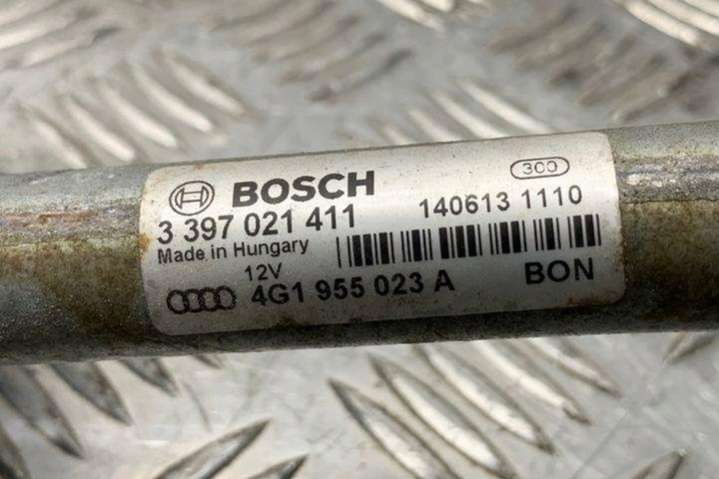 BOSCH
300
3 397 021 411
140613 1110
Made in Hungary
12V
4G1 955 023 A
BON